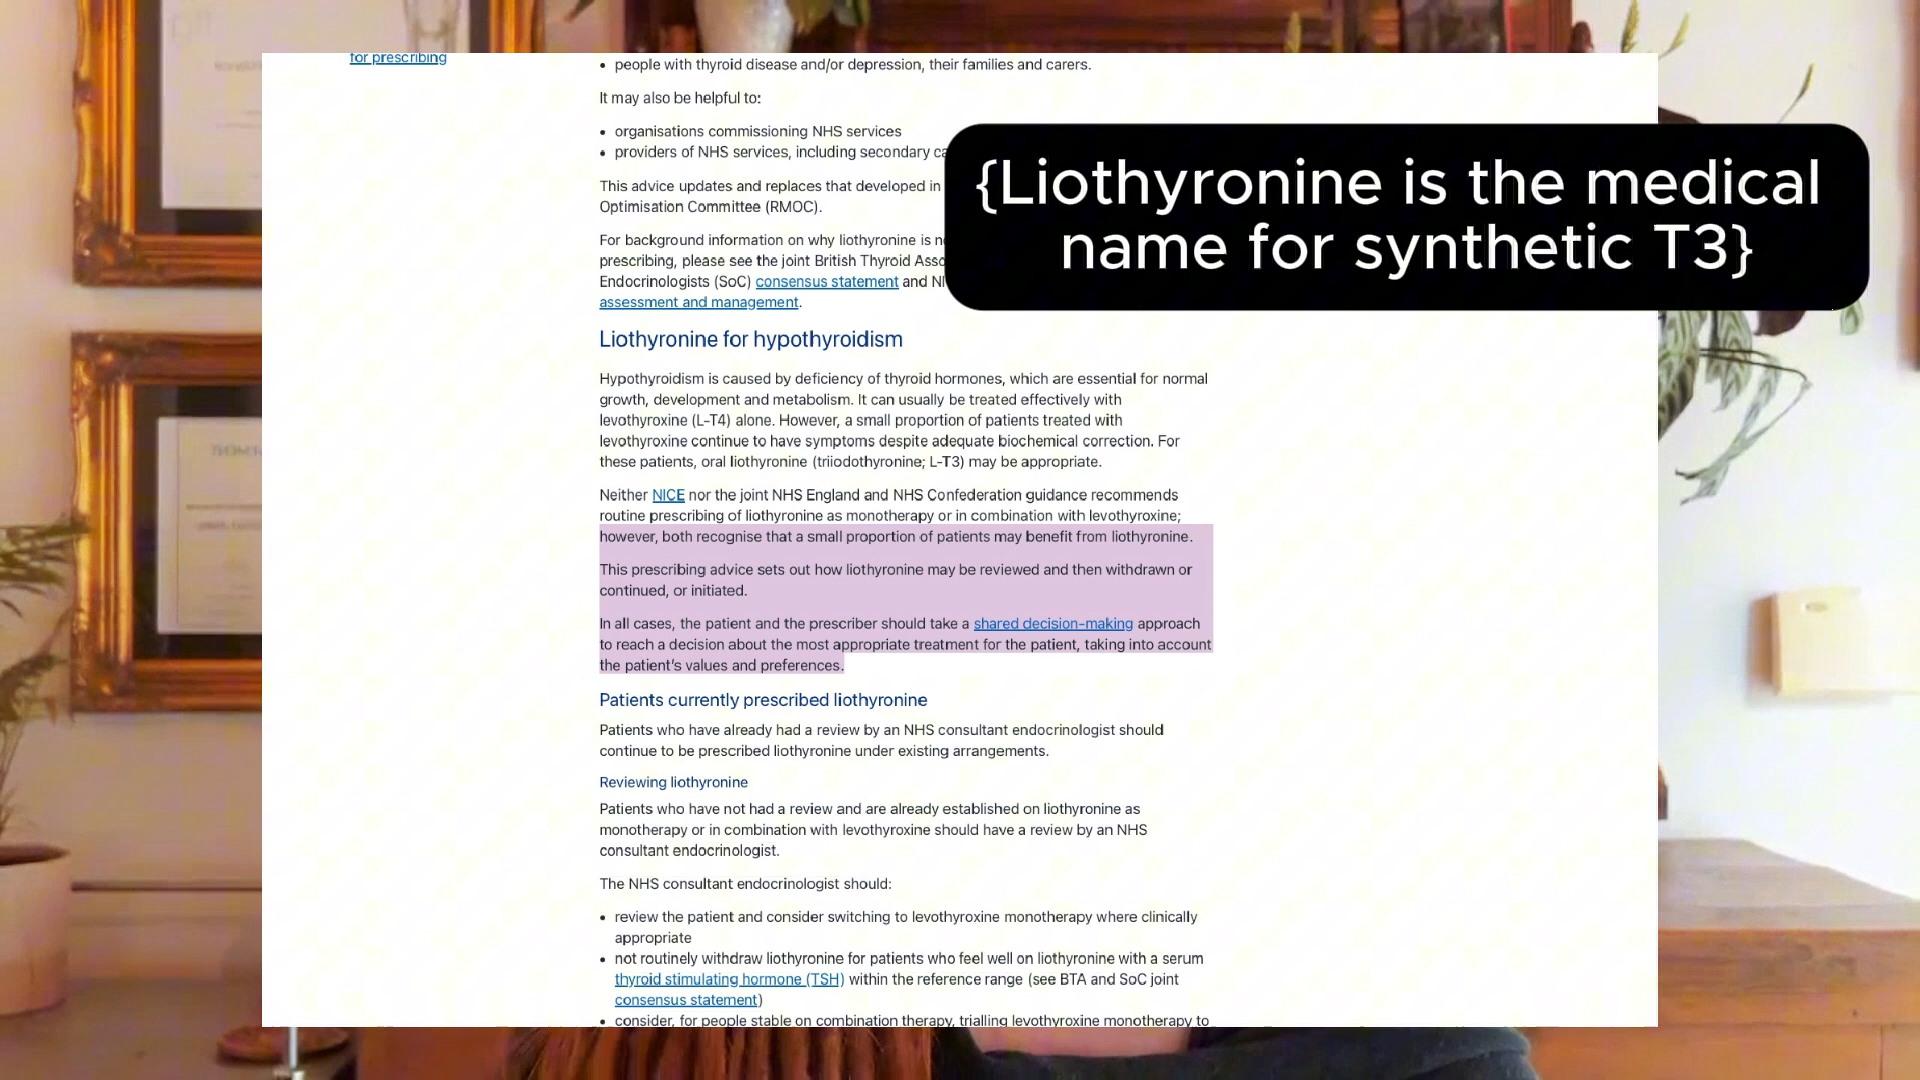 for prescribing
• people with thyroid disease and/or depression, their families and carers.
It may also be helpful to:
• organisations commissioning NHS services
• providers of NHS services, including secondary ca
This advice updates and replaces that developed in
Optimisation Committee (RMOC).
For background information on why liothyronine is n
prescribing, please see the joint British Thyroid Asso
Endocrinologists (SoC) consensus statement and NI
assessment and management.
{Liothyronine is the medical
name for synthetic T3}
Liothyronine for hypothyroidism
Hypothyroidism is caused by deficiency of thyroid hormones, which are essential for normal
growth, development and metabolism. It can usually be treated effectively with
levothyroxine (L-T4) alone. However, a small proportion of patients treated with
levothyroxine continue to have symptoms despite adequate biochemical correction. For
these patients, oral liothyronine (triiodothyronine; L-T3) may be appropriate.
Neither NICE nor the joint NHS England and NHS Confederation guidance recommends
routine prescribing of liothyronine as monotherapy or in combination with levothyroxine;
however, both recognise that a small proportion of patients may benefit from liothyronine.
This prescribing advice sets out how liothyronine may be reviewed and then withdrawn or
continued, or initiated.
In all cases, the patient and the prescriber should take a shared decision-making approach
to reach a decision about the most appropriate treatment for the patient, taking into account
the patient's values and preferences.
Patients currently prescribed liothyronine
Patients who have already had a review by an NHS consultant endocrinologist should
continue to be prescribed liothyronine under existing arrangements.
Reviewing liothyronine
Patients who have not had a review and are already established on liothyronine as
monotherapy or in combination with levothyroxine should have a review by an NHS
consultant endocrinologist.
The NHS consultant endocrinologist should:
• review the patient and consider switching to levothyroxine monotherapy where clinically
appropriate
• not routinely withdraw liothyronine for patients who feel well on liothyronine with a serum
thyroid stimulating hormone (TSH) within the reference range (see BTA and SoC joint
consensus statement)
• consider, for people stable on combination therapy, trialling levothyroxine monotherapy to